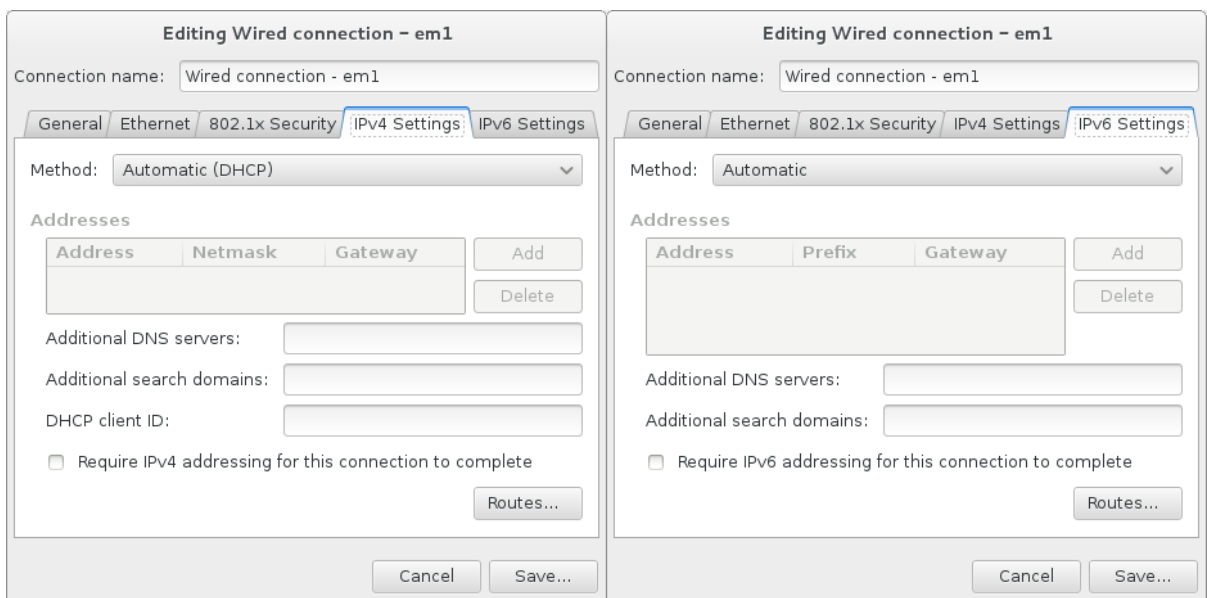 Editing Wired connection – em1
Connection name: Wired connection - em1
General Ethernet 802.1x Security IPv4 Settings IPv6 Settings
Method: Automatic (DHCP)
Addresses
Address Netmask Gateway Add
Delete
Additional DNS servers:
Additional search domains:
DHCP client ID:
Require IPv4 addressing for this connection to complete
Routes...
Cancel Save...
Editing Wired connection – em1
Connection name: Wired connection - em1
General Ethernet 802.1x Security IPv4 Settings IPv6 Settings
Method: Automatic
Addresses
Address Prefix Gateway Add
Delete
Additional DNS servers:
Additional search domains:
Require IPv6 addressing for this connection to complete
Routes...
Cancel Save...